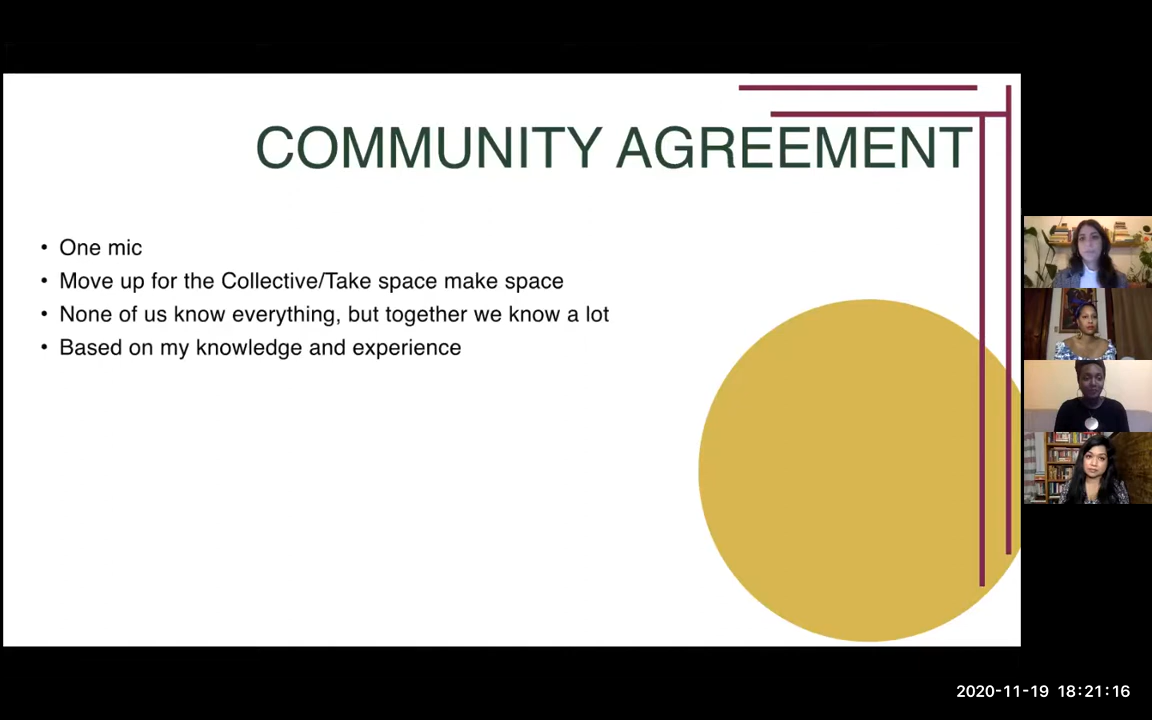 COMMUNITY AGREEMENT
• One mic
• Move up for the Collective/Take space make space
• None of us know everything, but together we know a lot
• Based on my knowledge and experience
2020-11-19 18:21:16